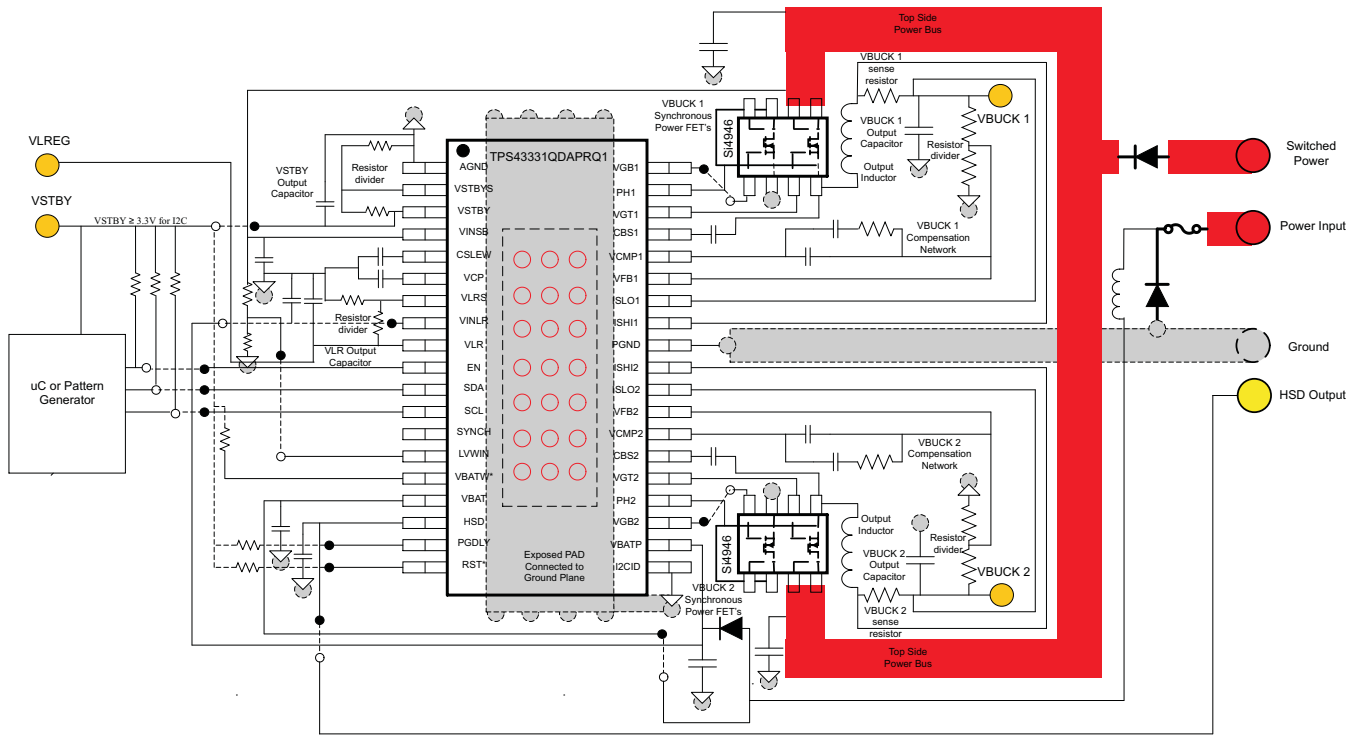 Top Side
Power Bus
VBUCK 1
sense
resistor
VBUCK 1
Synchronous
Power FET's
Si4946
VBUCK 1
Output
Capacitor
Output
Inductor
VBUCK 1
Resistor
divider
Switched
Power
Power Input
Ground
HSD Output
VLREG
VSTBY
VSTBY ≥ 3.3V for I2C
VSTBY
Output
Capacitor
Resistor
divider
Resistor
divider
VLR Output
Capacitor
uC or Pattern
Generator
TPS43331QDAPRQ1
AGND
VSTBYS
VSTBY
VINSB
CSLEW
VCP
VLRS
VINLR
VLR
EN
SDA
SCL
SYNCH
LVWIN
VBATW*
VBAT
HSD
PGDLY
RST*
VGB1
PH1
VGT1
CBS1
VCMP1
VFB1
ISLO1
ISHI1
PGND
ISHI2
ISLO2
VFB2
VCMP2
CBS2
VGT2
PH2
VGB2
VBATP
I2CID
Exposed PAD
Connected to
Ground Plane
VBUCK 1
Compensation
Network
VBUCK 2
Compensation
Network
Si4946
Output
Inductor
VBUCK 2
Output
Capacitor
Resistor
divider
VBUCK 2
VBUCK 2
sense
resistor
VBUCK 2
Synchronous
Power FET's
Top Side
Power Bus